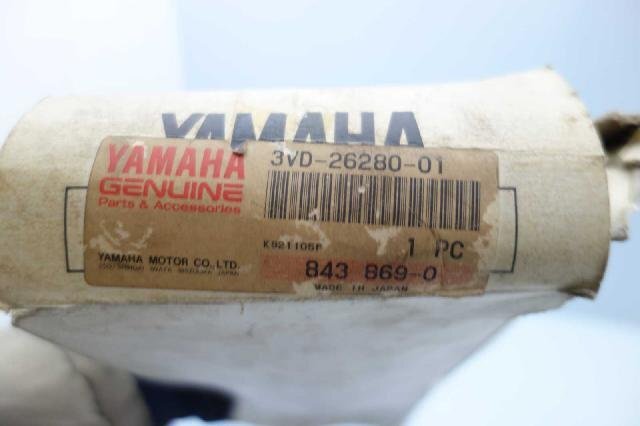 YAMAHA
YAMAHA
GENUINE
Parts & Accessories
3VD-26280-01
K921105P
1 PC
YAMAHA MOTOR CO., LTD.
843 869-0
MADE IN JAPAN